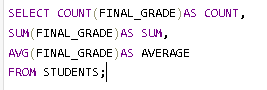 SELECT COUNT(FINAL_GRADE)AS COUNT,
SUM(FINAL_GRADE)AS SUM,
AVG(FINAL_GRADE)AS AVERAGE
FROM STUDENTS;